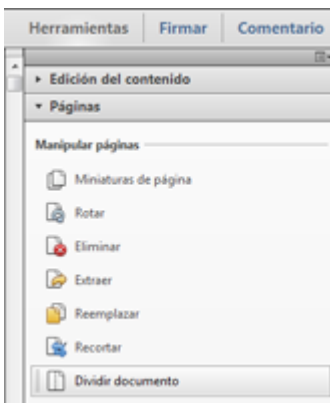 Herramientas Firmar Comentario
Edición del contenido
Páginas
Manipular páginas
Miniaturas de página
Rotar
Eliminar
Extraer
Reemplazar
Recortar
Dividir documento